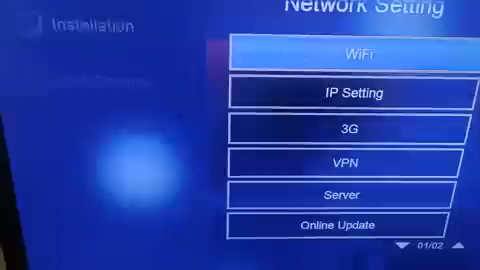 Network Setting
Installation
WiFi
IP Setting
3G
VPN
Server
Online Update
01/02